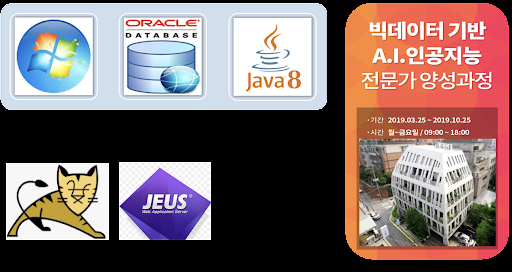 ORACLE
DATABASE
Java 8
JEUS
Web Application Server
빅데이터 기반
A.I.인공지능
전문가 양성과정
· 기간 2019.03.25 ~ 2019.10.25
· 시간 월~금요일 / 09:00 ~ 18:00